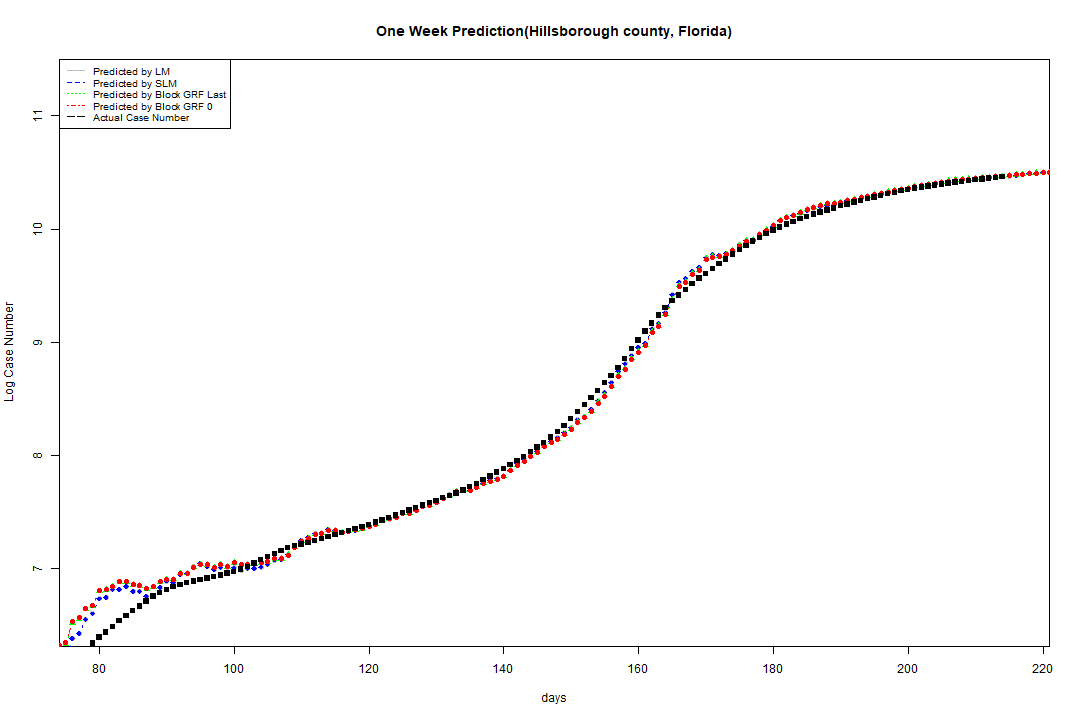 One Week Prediction(Hillsborough county, Florida)
Predicted by LM
Predicted by SLM
Predicted by Block GRF Last
Predicted by Block GRF 0
Actual Case Number
11
10
9
8
7
Log Case Number
80 100 120 140 160 180 200 220
days